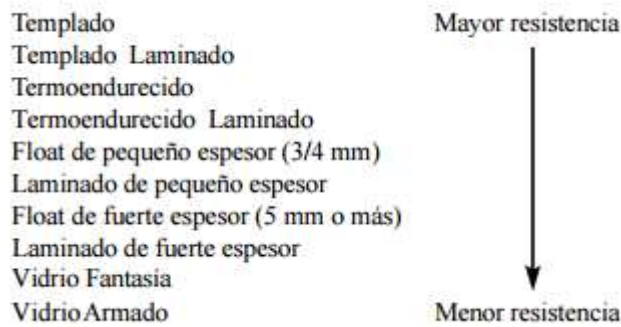 Templado Mayor resistencia
Templado Laminado
Termoendurecido
Termoendurecido Laminado
Float de pequeño espesor (3/4 mm)
Laminado de pequeño espesor
Float de fuerte espesor (5 mm o más)
Laminado de fuerte espesor
Vidrio Fantasía
Vidrio Armado Menor resistencia